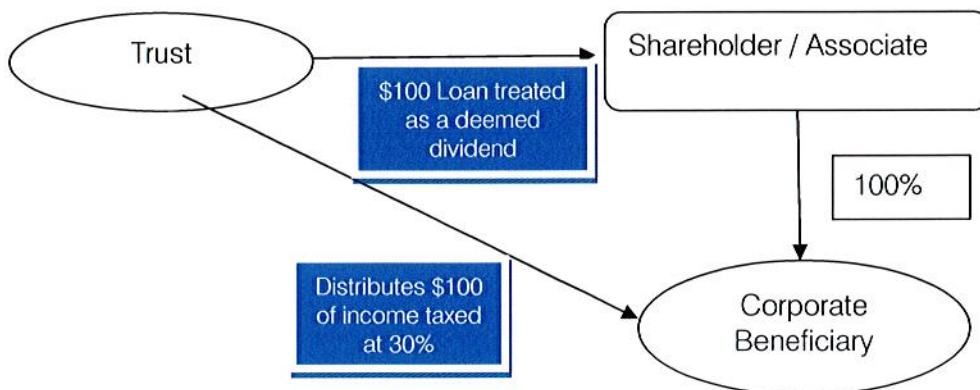 Trust
Shareholder / Associate
$100 Loan treated
as a deemed
dividend
100%
Distributes $100
of income taxed
at 30%
Corporate
Beneficiary